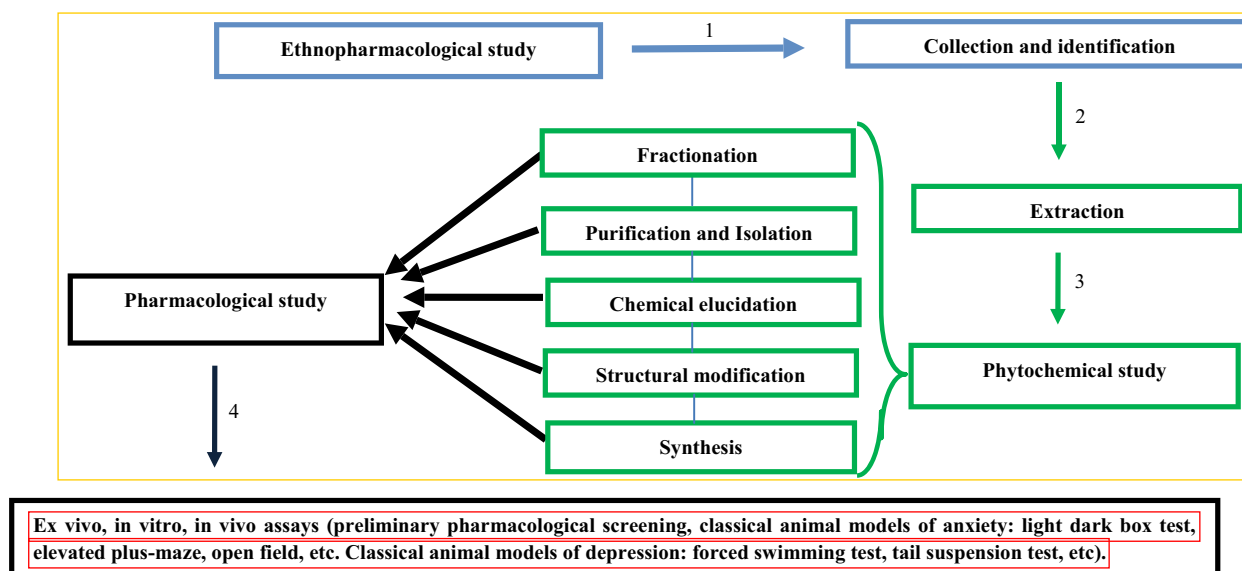 Ethnopharmacological study
1
Collection and identification
2
Extraction
3
Phytochemical study
Fractionation
Purification and Isolation
Chemical elucidation
Structural modification
Synthesis
Pharmacological study
4
Ex vivo, in vitro, in vivo assays (preliminary pharmacological screening, classical animal models of anxiety: light dark box test,
elevated plus-maze, open field, etc. Classical animal models of depression: forced swimming test, tail suspension test, etc).